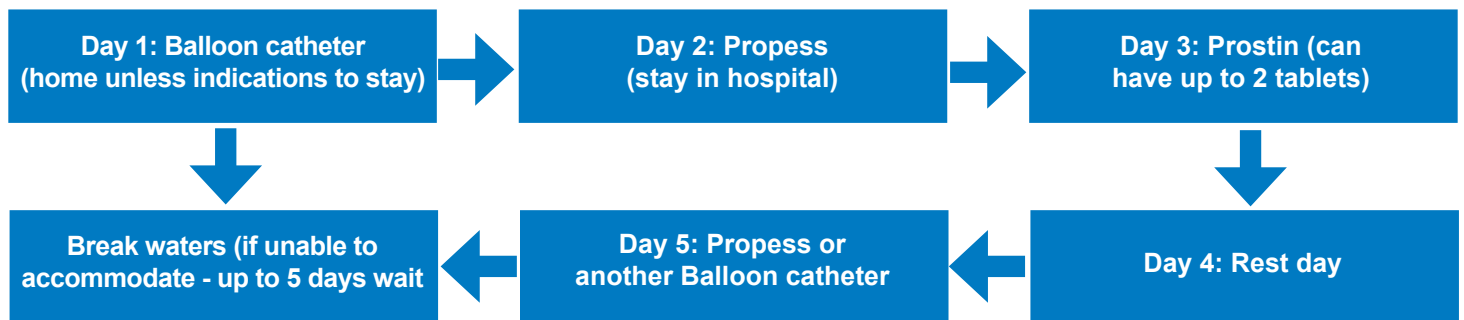 Day 1: Balloon catheter
(home unless indications to stay)
Day 2: Propess
(stay in hospital)
Day 3: Prostin (can
have up to 2 tablets)
Break waters (if unable to
accommodate - up to 5 days wait
Day 5: Propess or
another Balloon catheter
Day 4: Rest day